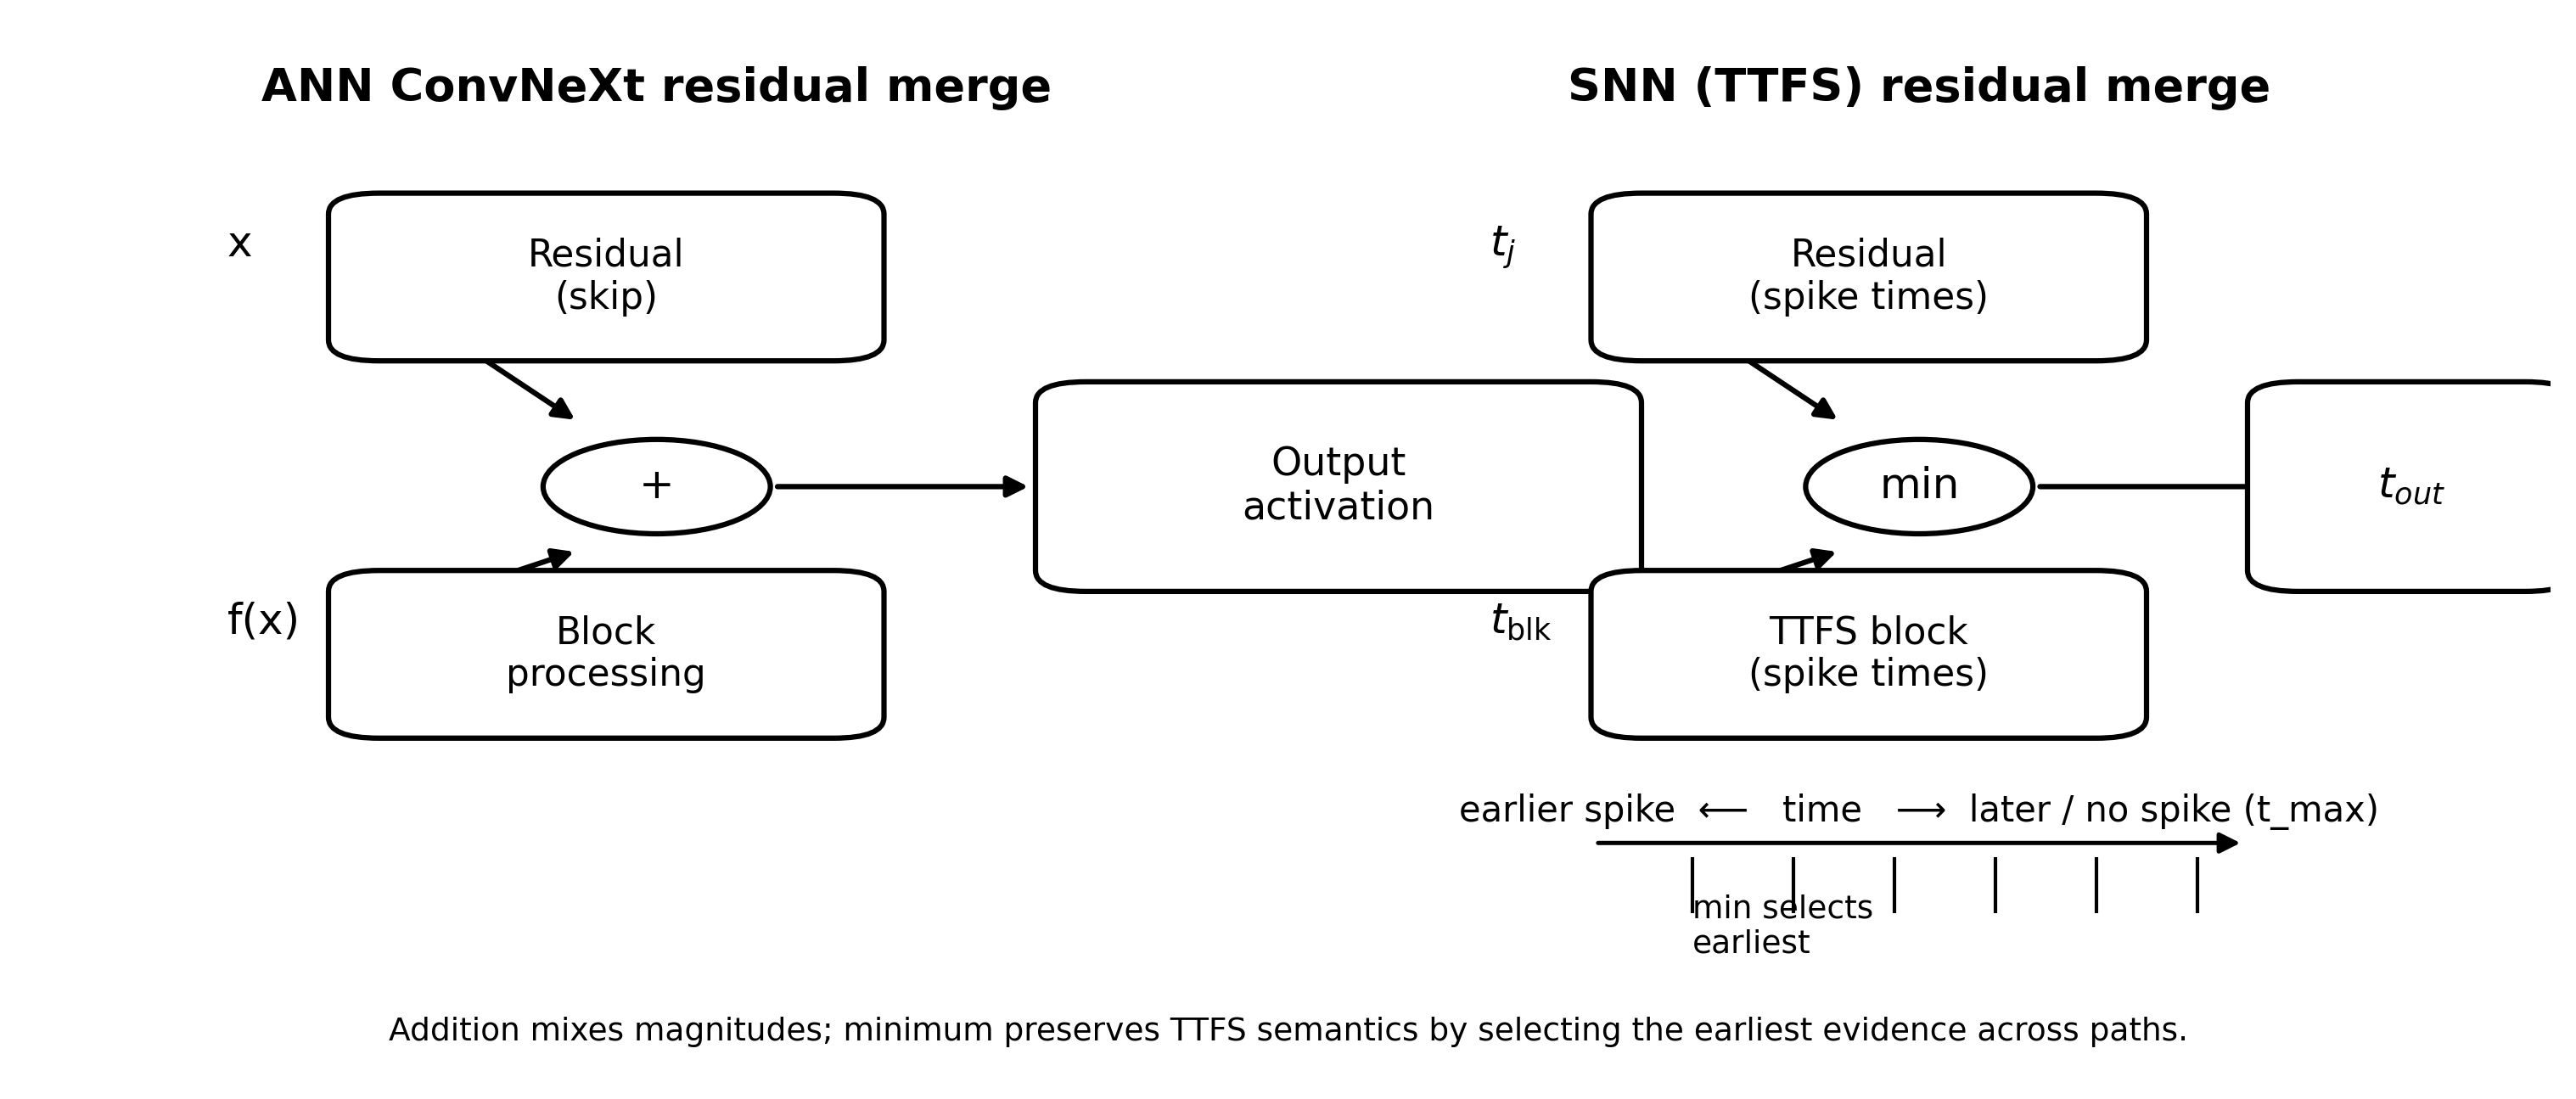 ANN ConvNeXt residual merge
x
Residual
(skip)
+
Output
activation
f(x)
Block
processing
SNN (TTFS) residual merge
t_j
Residual
(spike times)
min
t_out
t_blk
TTFS block
(spike times)
earlier spike ⟵ time ⟶ later / no spike (t_max)
min selects
earliest
Addition mixes magnitudes; minimum preserves TTFS semantics by selecting the earliest evidence across paths.